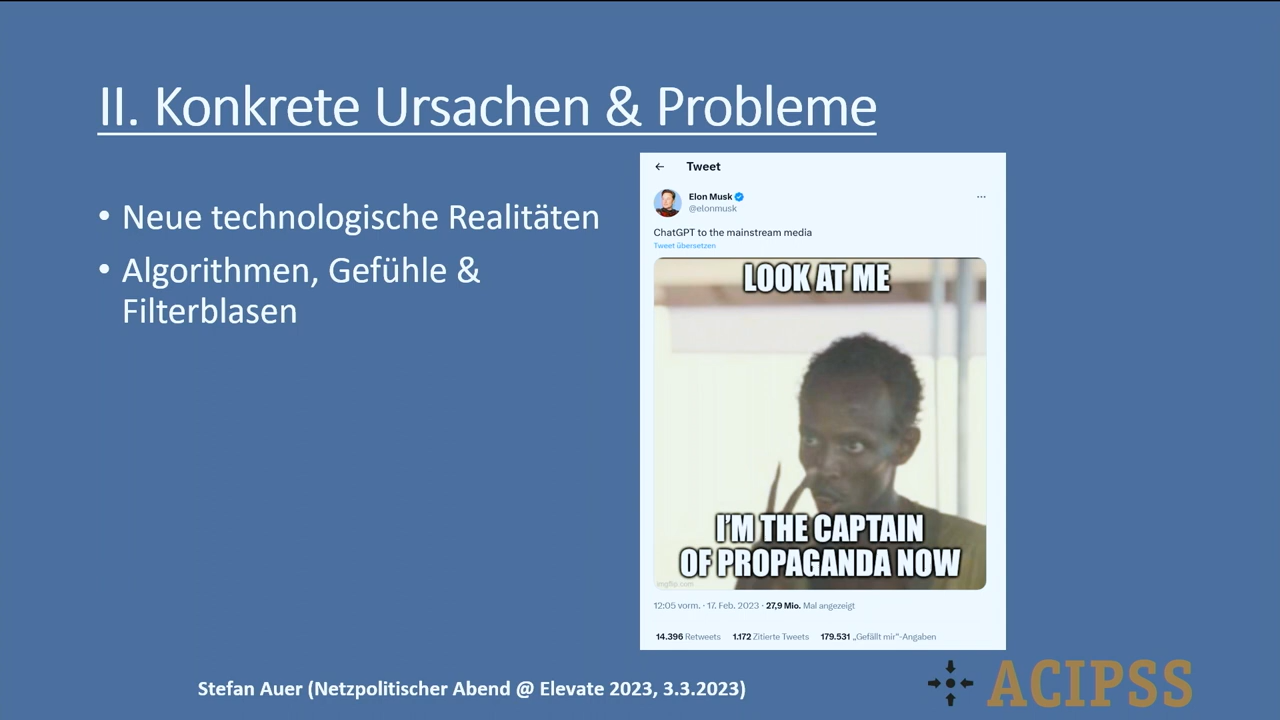 II. Konkrete Ursachen & Probleme
• Neue technologische Realitäten
• Algorithmen, Gefühle &
Filterblasen
← Tweet
Elon Musk
@elonmusk
ChatGPT to the mainstream media
Tweet übersetzen
LOOK AT ME
I'M THE CAPTAIN
OF PROPAGANDA NOW
imgflip.com
12:05 vorm. · 17. Feb. 2023 · 27,9 Mio. Mal angezeigt
14.396 Retweets 1.172 Zitierte Tweets 179.531 „Gefällt mir"-Angaben
Stefan Auer (Netzpolitischer Abend @ Elevate 2023, 3.3.2023)
ACIPSS